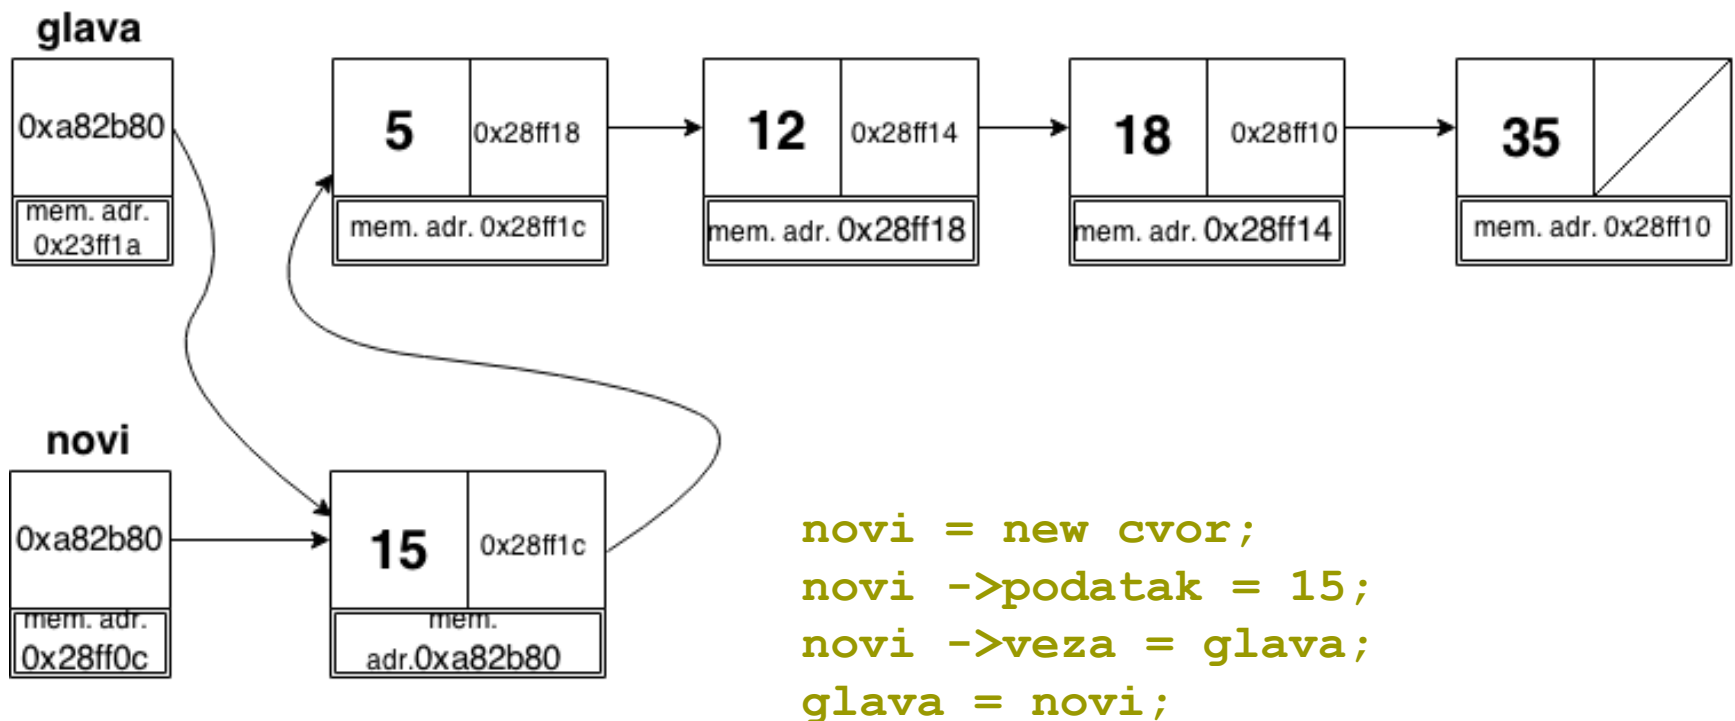 glava
0xa82b80
mem. adr.
0x23ff1a
5
0x28ff18
mem. adr. 0x28ff1c
12
0x28ff14
mem. adr. 0x28ff18
18
0x28ff10
mem. adr. 0x28ff14
35
mem. adr. 0x28ff10
novi
0xa82b80
mem. adr.
0x28ff0c
15
0x28ff1c
mem.
adr.0xa82b80
novi = new cvor;
novi ->podatak = 15;
novi ->veza = glava;
glava = novi;